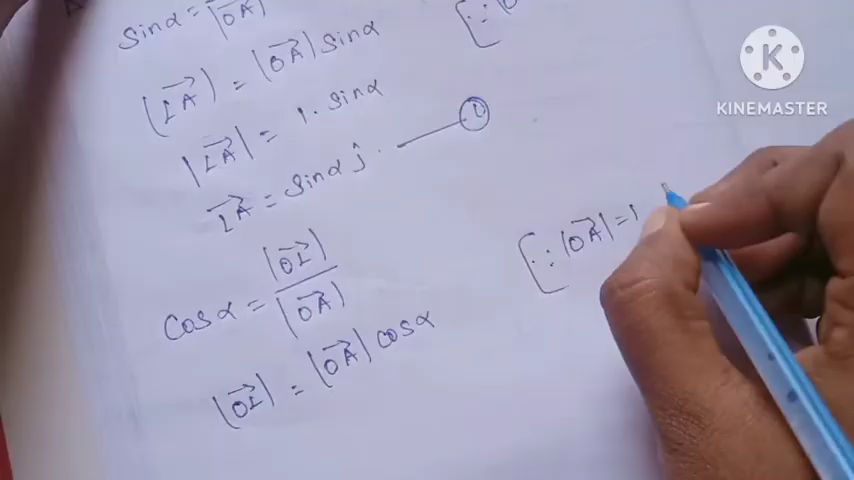 Sinα = / |OA|
|LA| = |OA| Sinα
|LA| = 1. Sinα
LA = Sinα ĵ. — ①
Cosα = |OL| / |OA|
|OL| = |OA| Cosα
[∵ |OA| = 1
KINEMASTER